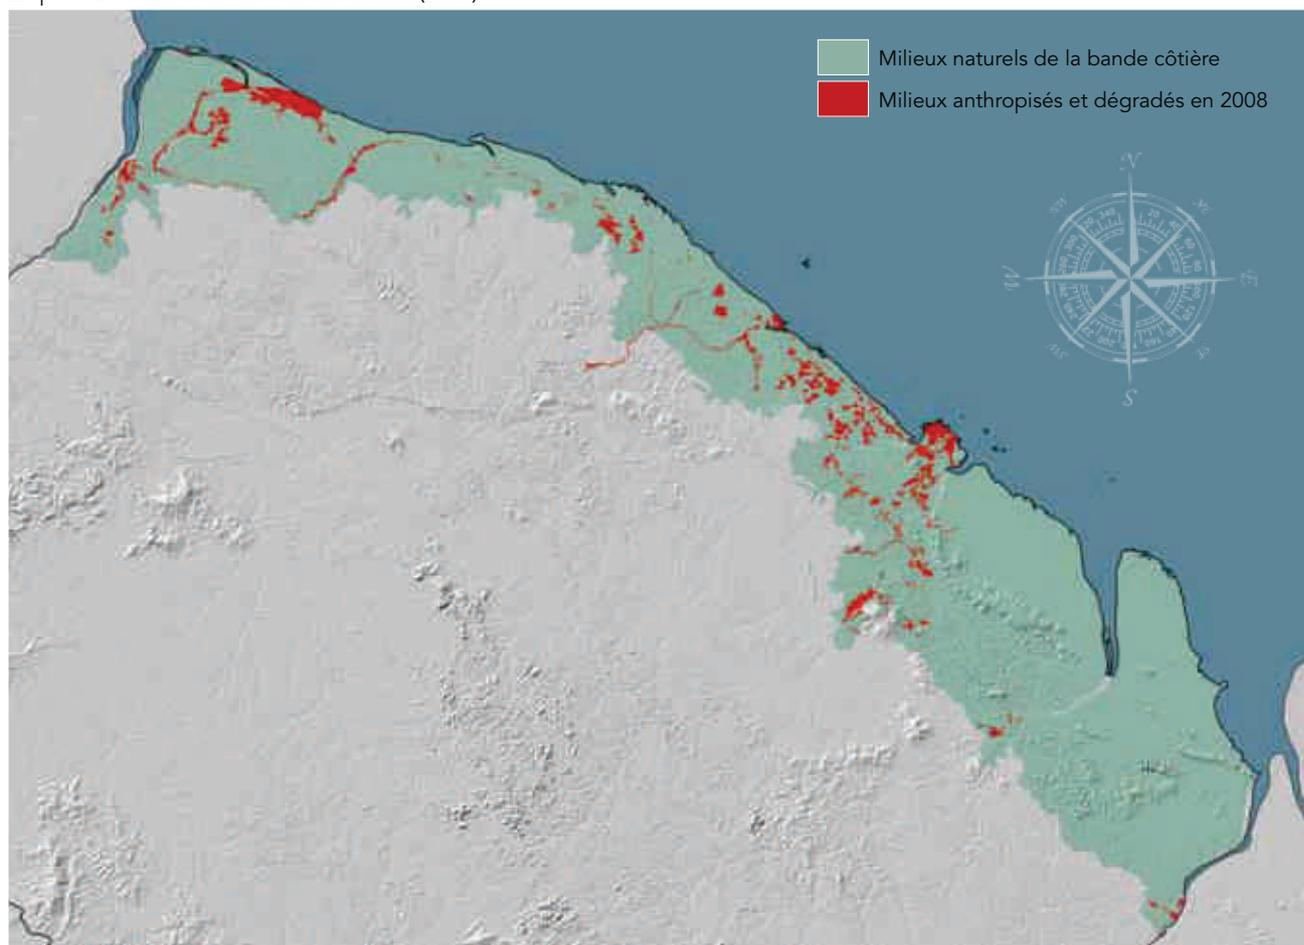 Milieux naturels de la bande côtière
Milieux anthropisés et dégradés en 2008
N
S